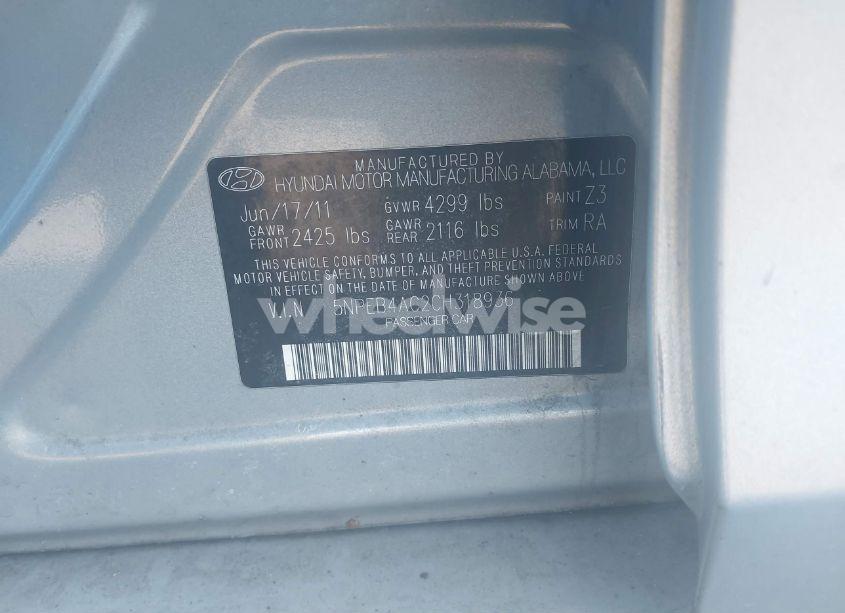 MANUFACTURED BY
HYUNDAI MOTOR MANUFACTURING ALABAMA, LLC
Jun/17/11 GVWR 4299 lbs PAINT Z3
GAWR FRONT 2425 lbs GAWR REAR 2116 lbs TRIM RA
THIS VEHICLE CONFORMS TO ALL APPLICABLE U.S.A. FEDERAL
MOTOR VEHICLE SAFETY, BUMPER, AND THEFT PREVENTION STANDARDS
IN EFFECT ON THE DATE OF MANUFACTURE SHOWN ABOVE
V.I.N 5NPEB4AC2CH318936
PASSENGER CAR
wheelwise